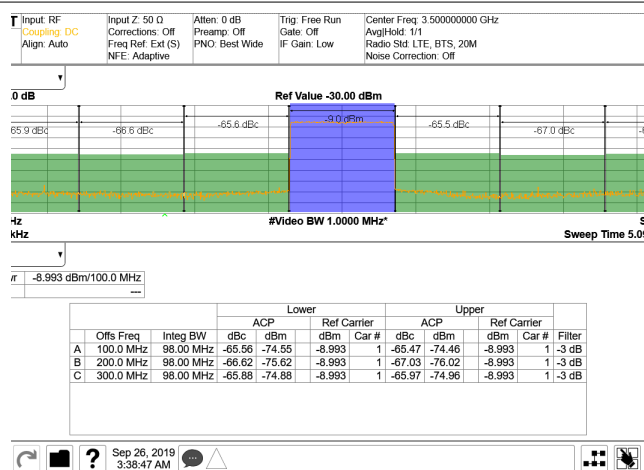 T Input: RF Input Z: 50 Ω Atten: 0 dB Trig: Free Run Center Freq: 3.500000000 GHz
Coupling: DC Corrections: Off Preamp: Off Gate: Off Avg|Hold: 1/1
Align: Auto Freq Ref: Ext (S) PNO: Best Wide IF Gain: Low Radio Std: LTE, BTS, 20M
NFE: Adaptive Noise Correction: Off
.0 dB Ref Value -30.00 dBm
65.9 dBc -66.6 dBc -65.6 dBc -9.0 dBm -65.5 dBc -67.0 dBc
Hz #Video BW 1.0000 MHz*
kHz Sweep Time 5.0
-8.993 dBm/100.0 MHz
---
Lower Upper
ACP Ref Carrier ACP Ref Carrier
Offs Freq Integ BW dBc dBm dBm Car # dBc dBm dBm Car # Filter
A 100.0 MHz 98.00 MHz -65.56 -74.55 -8.993 1 -65.47 -74.46 -8.993 1 -3 dB
B 200.0 MHz 98.00 MHz -66.62 -75.62 -8.993 1 -67.03 -76.02 -8.993 1 -3 dB
C 300.0 MHz 98.00 MHz -65.88 -74.88 -8.993 1 -65.97 -74.96 -8.993 1 -3 dB
? Sep 26, 2019
3:38:47 AM